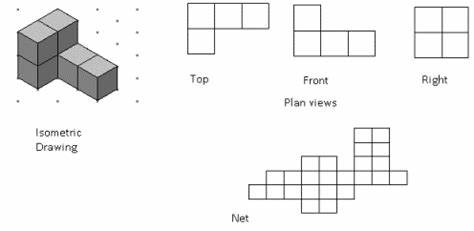 Top
Front
Right
Plan views
Isometric
Drawing
Net